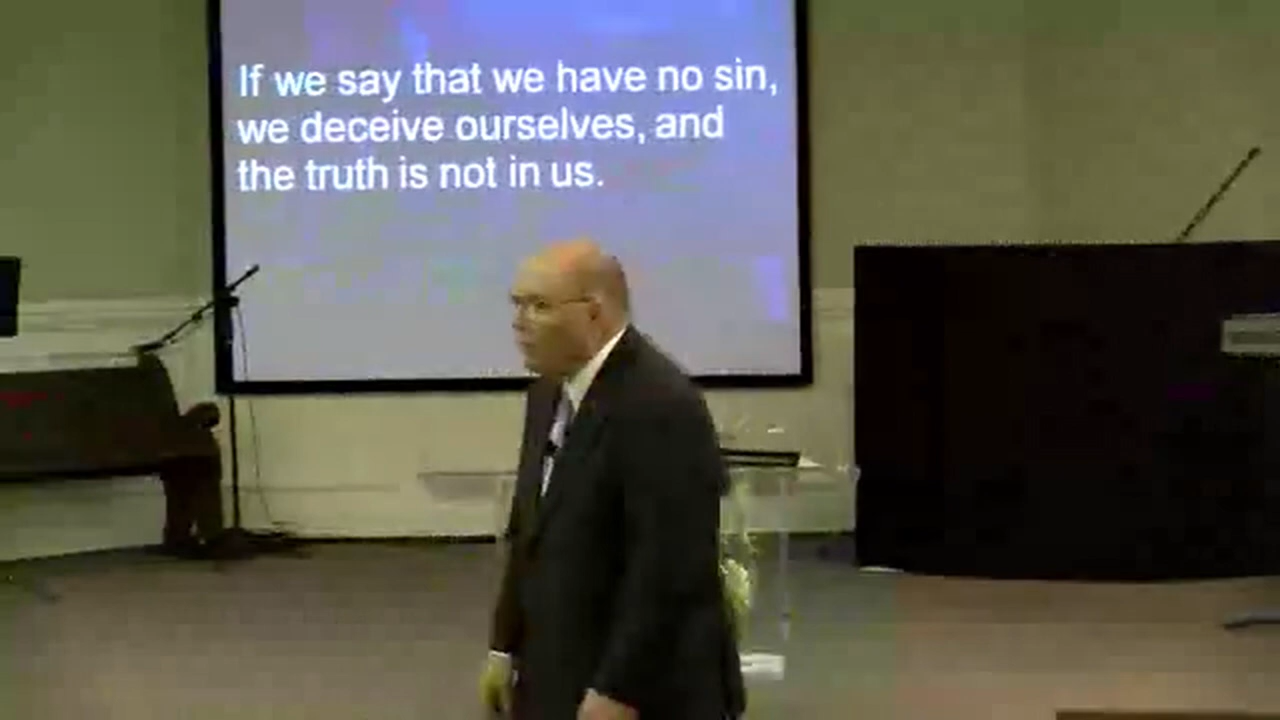 If we say that we have no sin,
we deceive ourselves, and
the truth is not in us.